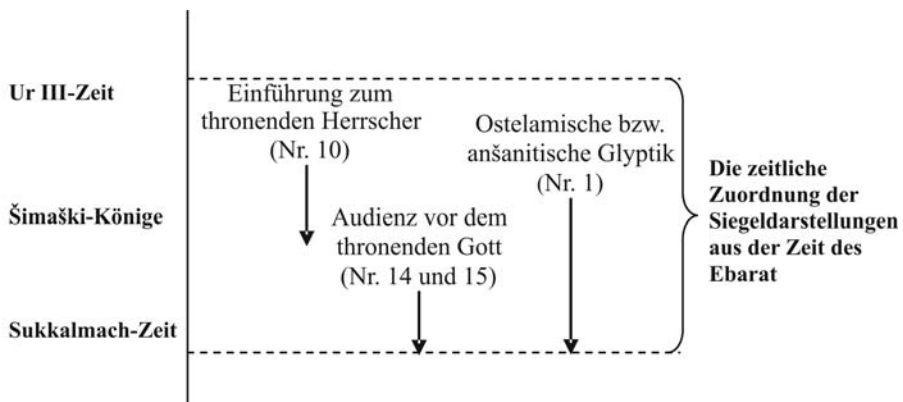 Ur III-Zeit
Einführung zum
thronenden Herrscher
(Nr. 10)
Ostelamische bzw.
anšanitische Glyptik
(Nr. 1)
Die zeitliche
Zuordnung der
Siegeldarstellungen
aus der Zeit des
Ebarat
Šimaški-Könige
Audienz vor dem
thronenden Gott
(Nr. 14 und 15)
Sukkalmach-Zeit